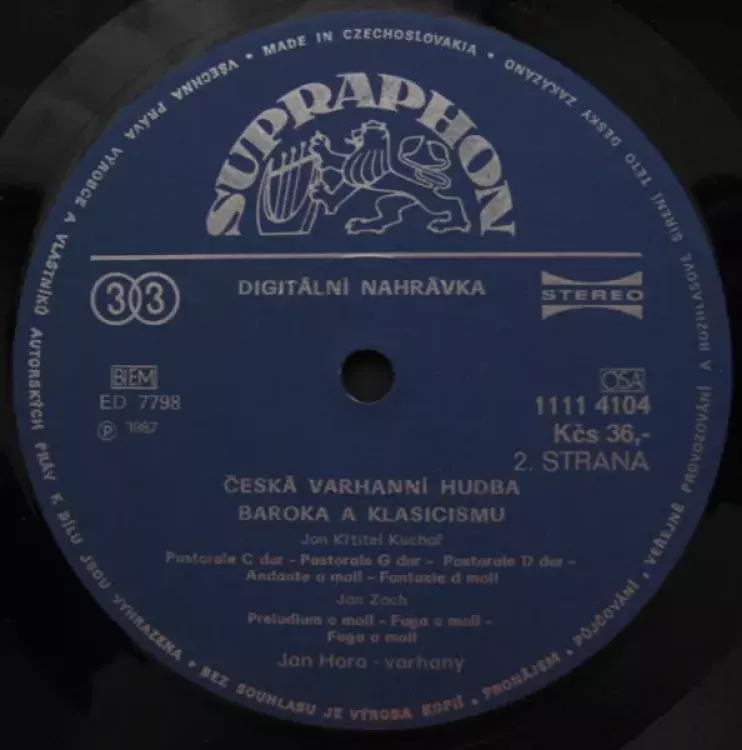 VŠECHNA PRÁVA VÝROBCE A VLASTNÍKŮ AUTORSKÝCH PRÁV K DÍLU JSOU VYHRAZENA • BEZ SOUHLASU JE VÝROBA KOPIÍ • PRONÁJEM • PŮJČOVÁNÍ • VEŘEJNÉ PROVOZOVÁNÍ A ROZHLASOVÉ ŠÍŘENÍ TÉTO DESKY ZAKÁZÁNO • MADE IN CZECHOSLOVAKIA •
SUPRAPHON
33
DIGITÁLNÍ NAHRÁVKA
STEREO
BIEM
ED 7798
Ⓟ 1987
OSA
1111 4104
Kčs 36,-
2. STRANA
ČESKÁ VARHANNÍ HUDBA
BAROKA A KLASICISMU
Jan Křtitel Kuchař
Pastorale C dur - Pastorale G dur - Pastorale D dur -
Andante a moll - Fantasie d moll
Jan Zach
Preludium c moll - Fuga a moll -
Fuga c moll
Jan Hora - varhany